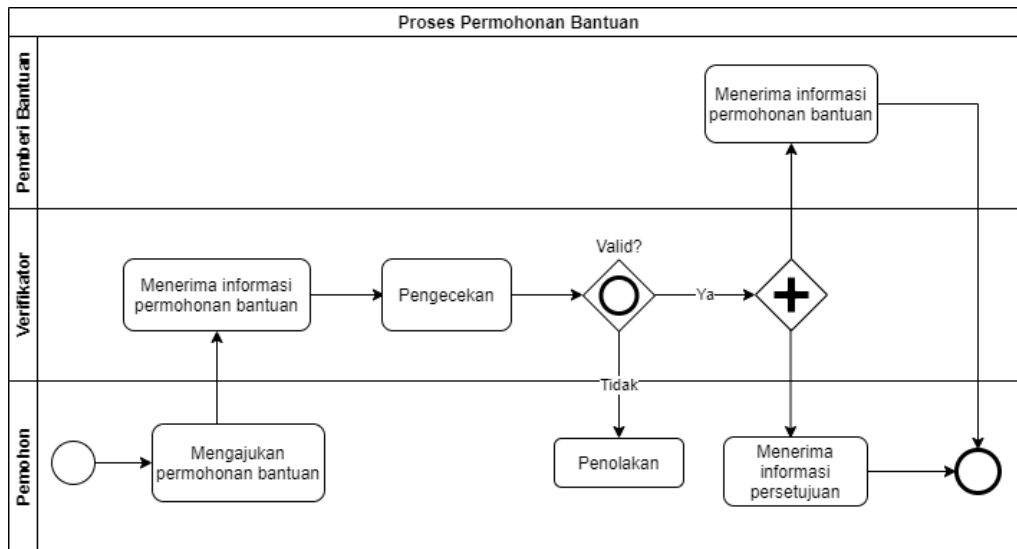 Proses Permohonan Bantuan
Pemberi Bantuan
Menerima informasi
permohonan bantuan
Verifikator
Menerima informasi
permohonan bantuan
Pengecekan
Valid?
Ya
Tidak
Pemohon
Mengajukan
permohonan bantuan
Penolakan
Menerima
informasi
persetujuan